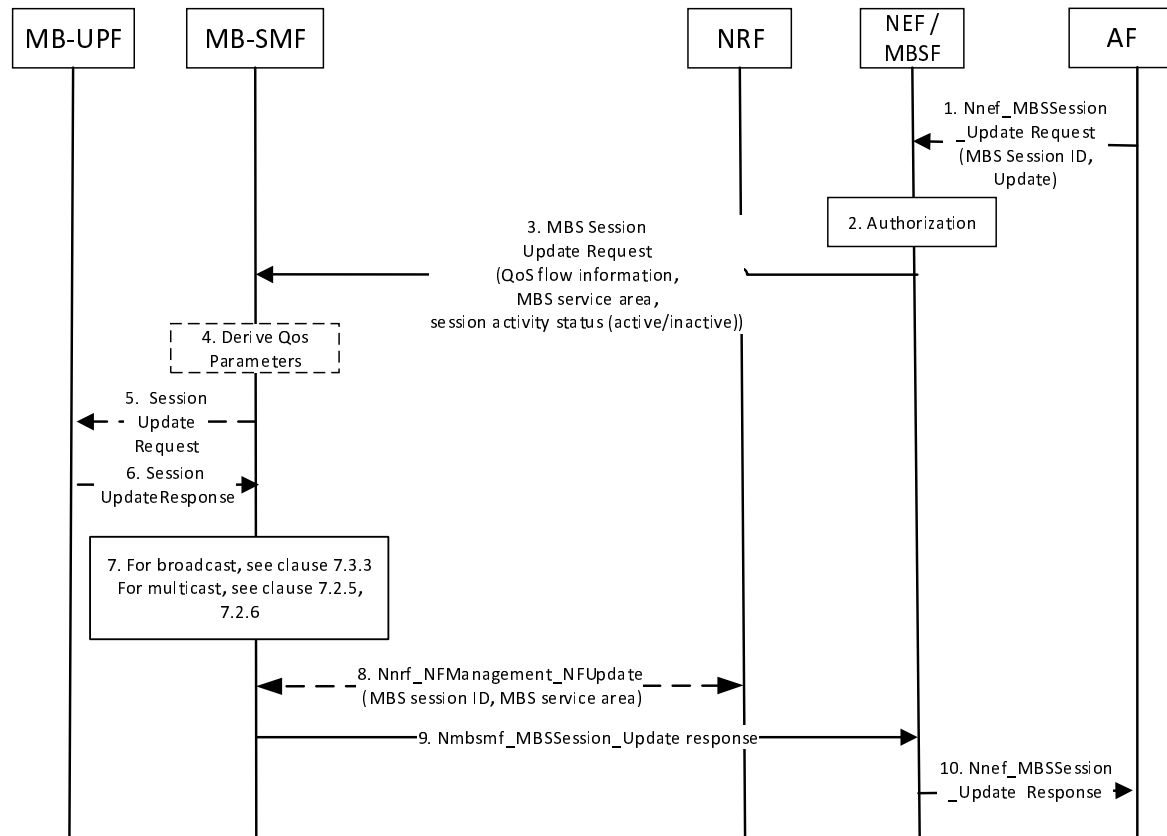 MB-UPF
MB-SMF
NRF
NEF /
MBSF
AF
1. Nnef_MBSSession
_Update Request
(MBS Session ID,
Update)
2. Authorization
3. MBS Session
Update Request
(QoS flow information,
MBS service area,
session activity status (active/inactive))
4. Derive Qos
Parameters
5. Session
Update
Request
6. Session
UpdateResponse
7. For broadcast, see clause 7.3.3
For multicast, see clause 7.2.5,
7.2.6
8. Nnrf_NFManagement_NFUpdate
(MBS session ID, MBS service area)
9. Nmbsmf_MBSSession_Update response
10. Nnef_MBSSession
_Update Response